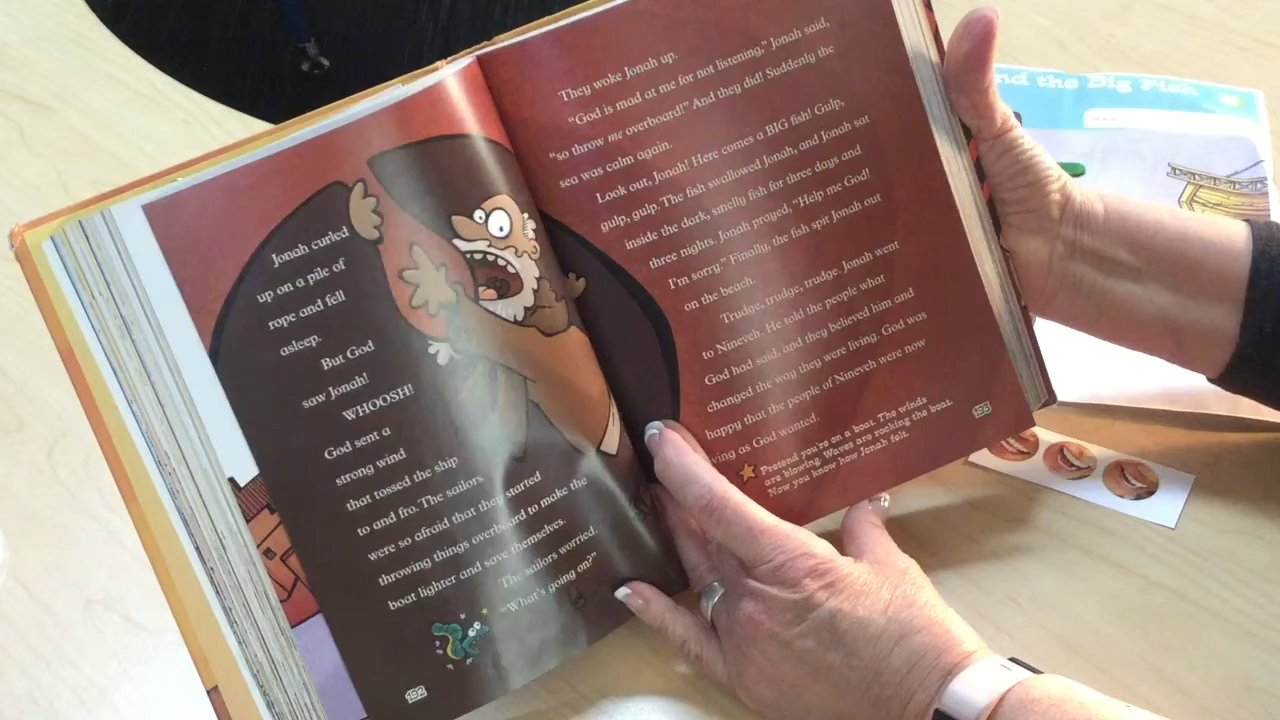 Jonah curled
up on a pile of
rope and fell
asleep.
But God
saw Jonah!
WHOOSH!
God sent a
strong wind
that tossed the ship
to and fro. The sailors
were so afraid that they started
throwing things overboard to make the
boat lighter and save themselves.
The sailors worried.
"What's going on?"
132
They woke Jonah up.
"God is mad at me for not listening," Jonah said,
"so throw me overboard!" And they did! Suddenly the
sea was calm again.
Look out, Jonah! Here comes a BIG fish! Gulp,
gulp, gulp. The fish swallowed Jonah, and Jonah sat
inside the dark, smelly fish for three days and
three nights. Jonah prayed, "Help me God!
I'm sorry." Finally, the fish spit Jonah out
on the beach.
Trudge, trudge, trudge. Jonah went
to Nineveh. He told the people what
God had said, and they believed him and
changed the way they were living. God was
happy that the people of Nineveh were now
ving as God wanted.
Pretend you're on a boat. The winds
are blowing. Waves are rocking the boat.
Now you know how Jonah felt.
133
nd the Big Fish